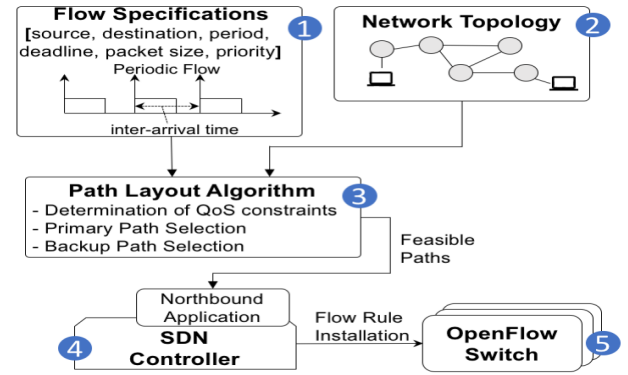 Flow Specifications
[source, destination, period,
deadline, packet size, priority]
Periodic Flow
inter-arrival time
1
Network Topology
2
Path Layout Algorithm
- Determination of QoS constraints
- Primary Path Selection
- Backup Path Selection
3
Feasible
Paths
Northbound
Application
SDN
Controller
4
Flow Rule
Installation
OpenFlow
Switch
5